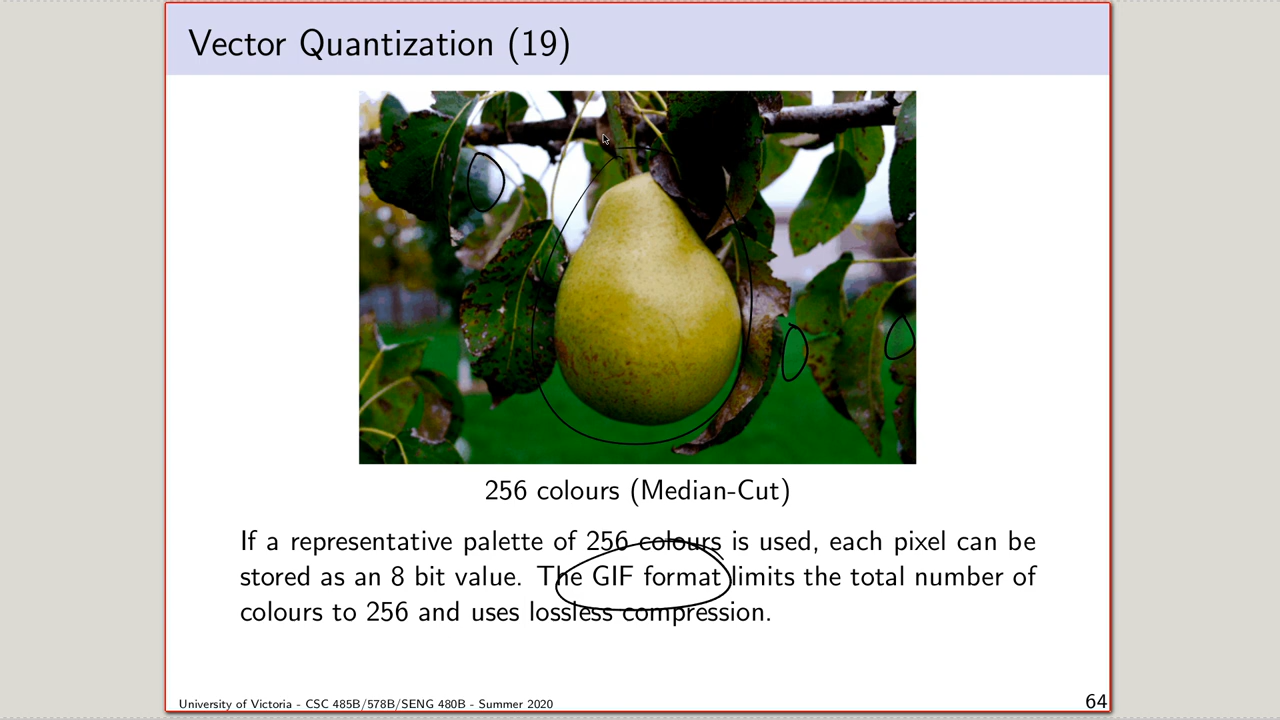 Vector Quantization (19)
256 colours (Median-Cut)
If a representative palette of 256 colours is used, each pixel can be
stored as an 8 bit value. The GIF format limits the total number of
colours to 256 and uses lossless compression.
University of Victoria - CSC 485B/578B/SENG 480B - Summer 2020
64